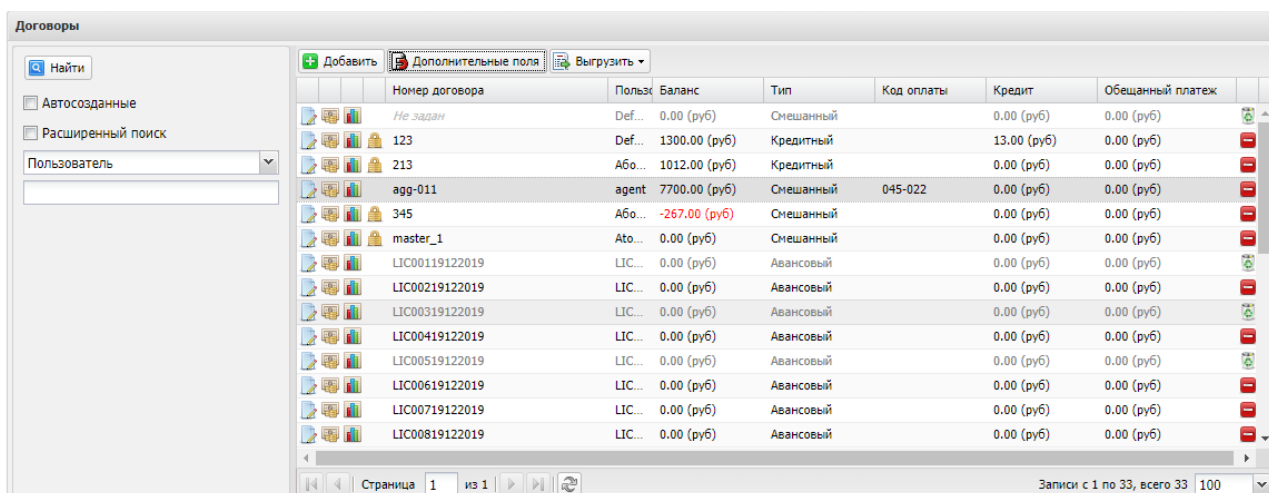 Договоры
Найти
Автосозданные
Расширенный поиск
Пользователь
Добавить Дополнительные поля Выгрузить
Номер договора Пользо Баланс Тип Код оплаты Кредит Обещанный платеж
Не задан Def... 0.00 (руб) Смешанный 0.00 (руб) 0.00 (руб)
123 Def... 1300.00 (руб) Кредитный 13.00 (руб) 0.00 (руб)
213 Або... 1012.00 (руб) Кредитный 0.00 (руб) 0.00 (руб)
agg-011 agent 7700.00 (руб) Смешанный 045-022 0.00 (руб) 0.00 (руб)
345 Або... -267.00 (руб) Смешанный 0.00 (руб) 0.00 (руб)
master_1 Ato... 0.00 (руб) Смешанный 0.00 (руб) 0.00 (руб)
LIC00119122019 LIC... 0.00 (руб) Авансовый 0.00 (руб) 0.00 (руб)
LIC00219122019 LIC... 0.00 (руб) Авансовый 0.00 (руб) 0.00 (руб)
LIC00319122019 LIC... 0.00 (руб) Авансовый 0.00 (руб) 0.00 (руб)
LIC00419122019 LIC... 0.00 (руб) Авансовый 0.00 (руб) 0.00 (руб)
LIC00519122019 LIC... 0.00 (руб) Авансовый 0.00 (руб) 0.00 (руб)
LIC00619122019 LIC... 0.00 (руб) Авансовый 0.00 (руб) 0.00 (руб)
LIC00719122019 LIC... 0.00 (руб) Авансовый 0.00 (руб) 0.00 (руб)
LIC00819122019 LIC... 0.00 (руб) Авансовый 0.00 (руб) 0.00 (руб)
Страница 1 из 1 Записи с 1 по 33, всего 33 100